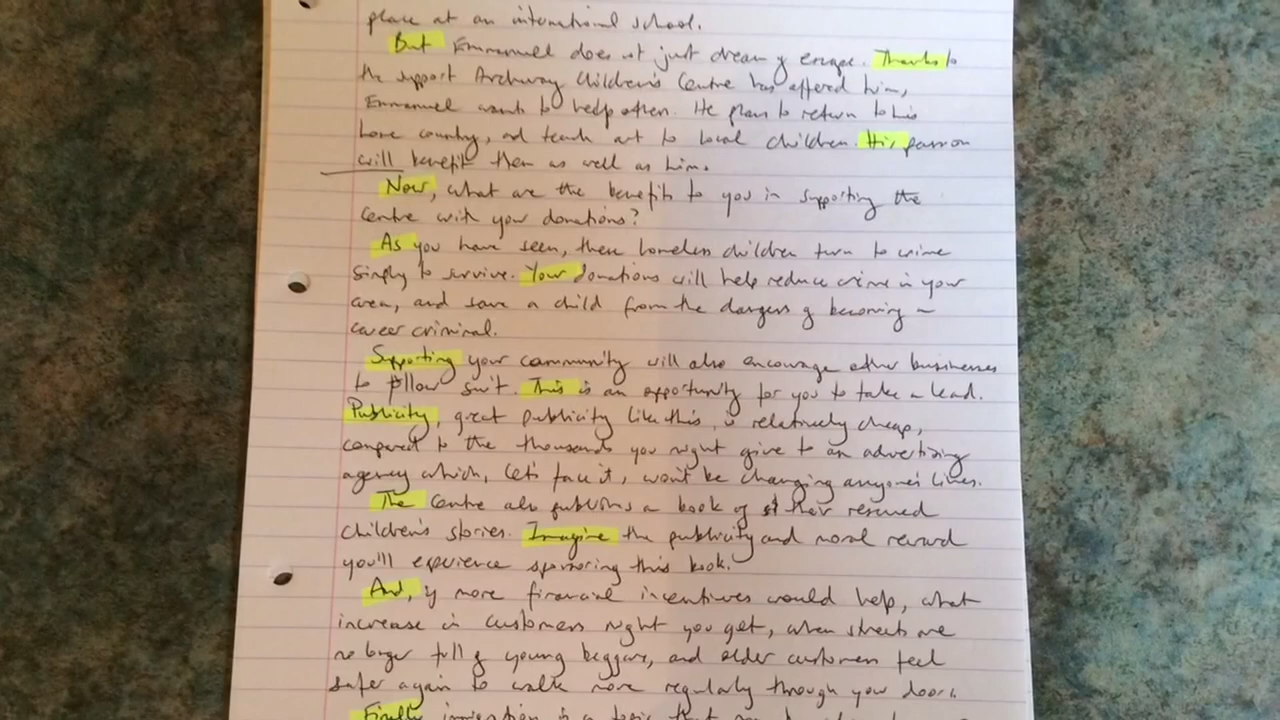 place at an international school.
But Emmanuel does not just dream of escape. Thanks to
the support Archway Children's Centre has offered him,
Emmanuel wants to help others. He plans to return to his
home country, and teach art to local children. His passion
will benefit them as well as him.
Now, what are the benefits to you in supporting the
Centre with your donations?
As you have seen, these homeless children turn to crime
simply to survive. Your donations will help reduce crime in your
area, and save a child from the dangers of becoming a
career criminal.
Supporting your community will also encourage other businesses
to follow suit. This is an opportunity for you to take a lead.
Publicity, great publicity like this, is relatively cheap,
compared to the thousands you might give to an advertising
agency which, let's face it, won't be changing anyone's lives.
The Centre also publishes a book of their rescued
children's stories. Imagine the publicity and moral reward
you'll experience sponsoring this book.
And, if more financial incentives would help, what
increase in customers might you get, when streets are
no longer full of young beggars, and older customers feel
safer again to walk more regularly through your doors.
Finally immigration is a topic that